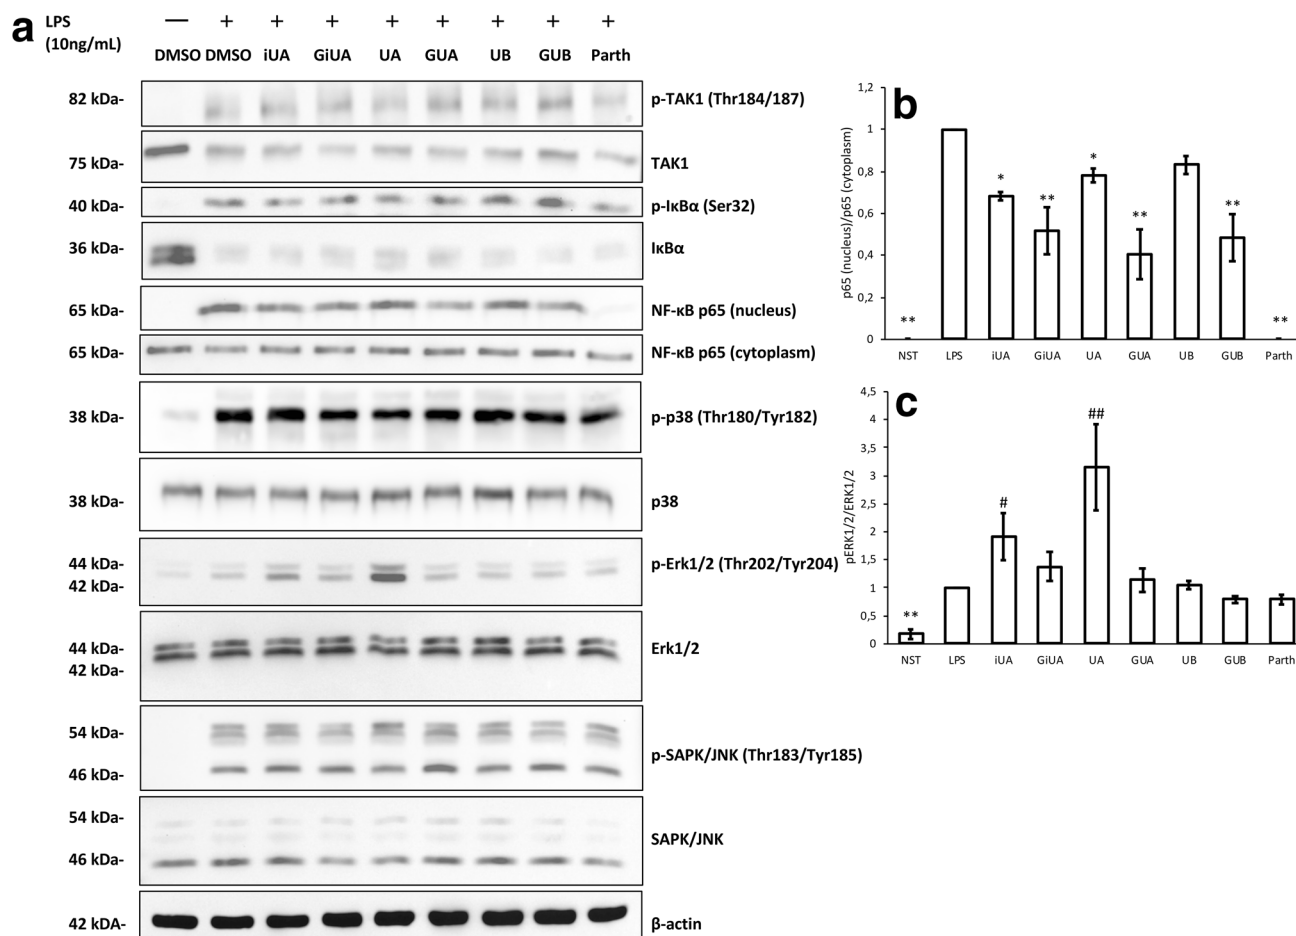 a
LPS — + + + + + + + +
(10ng/mL)
DMSO DMSO iUA GiUA UA GUA UB GUB Parth
82 kDa- p-TAK1 (Thr184/187)
75 kDa- TAK1
40 kDa- p-IκBα (Ser32)
36 kDa- IκBα
65 kDa- NF-κB p65 (nucleus)
65 kDa- NF-κB p65 (cytoplasm)
38 kDa- p-p38 (Thr180/Tyr182)
38 kDa- p38
44 kDa- p-Erk1/2 (Thr202/Tyr204)
42 kDa-
44 kDa- Erk1/2
42 kDa-
54 kDa-
p-SAPK/JNK (Thr183/Tyr185)
46 kDa-
54 kDa-
SAPK/JNK
46 kDa-
42 kDA- β-actin
b
p65 (nucleus)/p65 (cytoplasm)
1,2
1
0,8
0,6
0,4
0,2
0
** * ** * ** ** **
NST LPS iUA GiUA UA GUA UB GUB Parth
c
pERK1/2/ERK1/2
4,5
4
3,5
3
2,5
2
1,5
1
0,5
0
** # ##
NST LPS iUA GiUA UA GUA UB GUB Parth